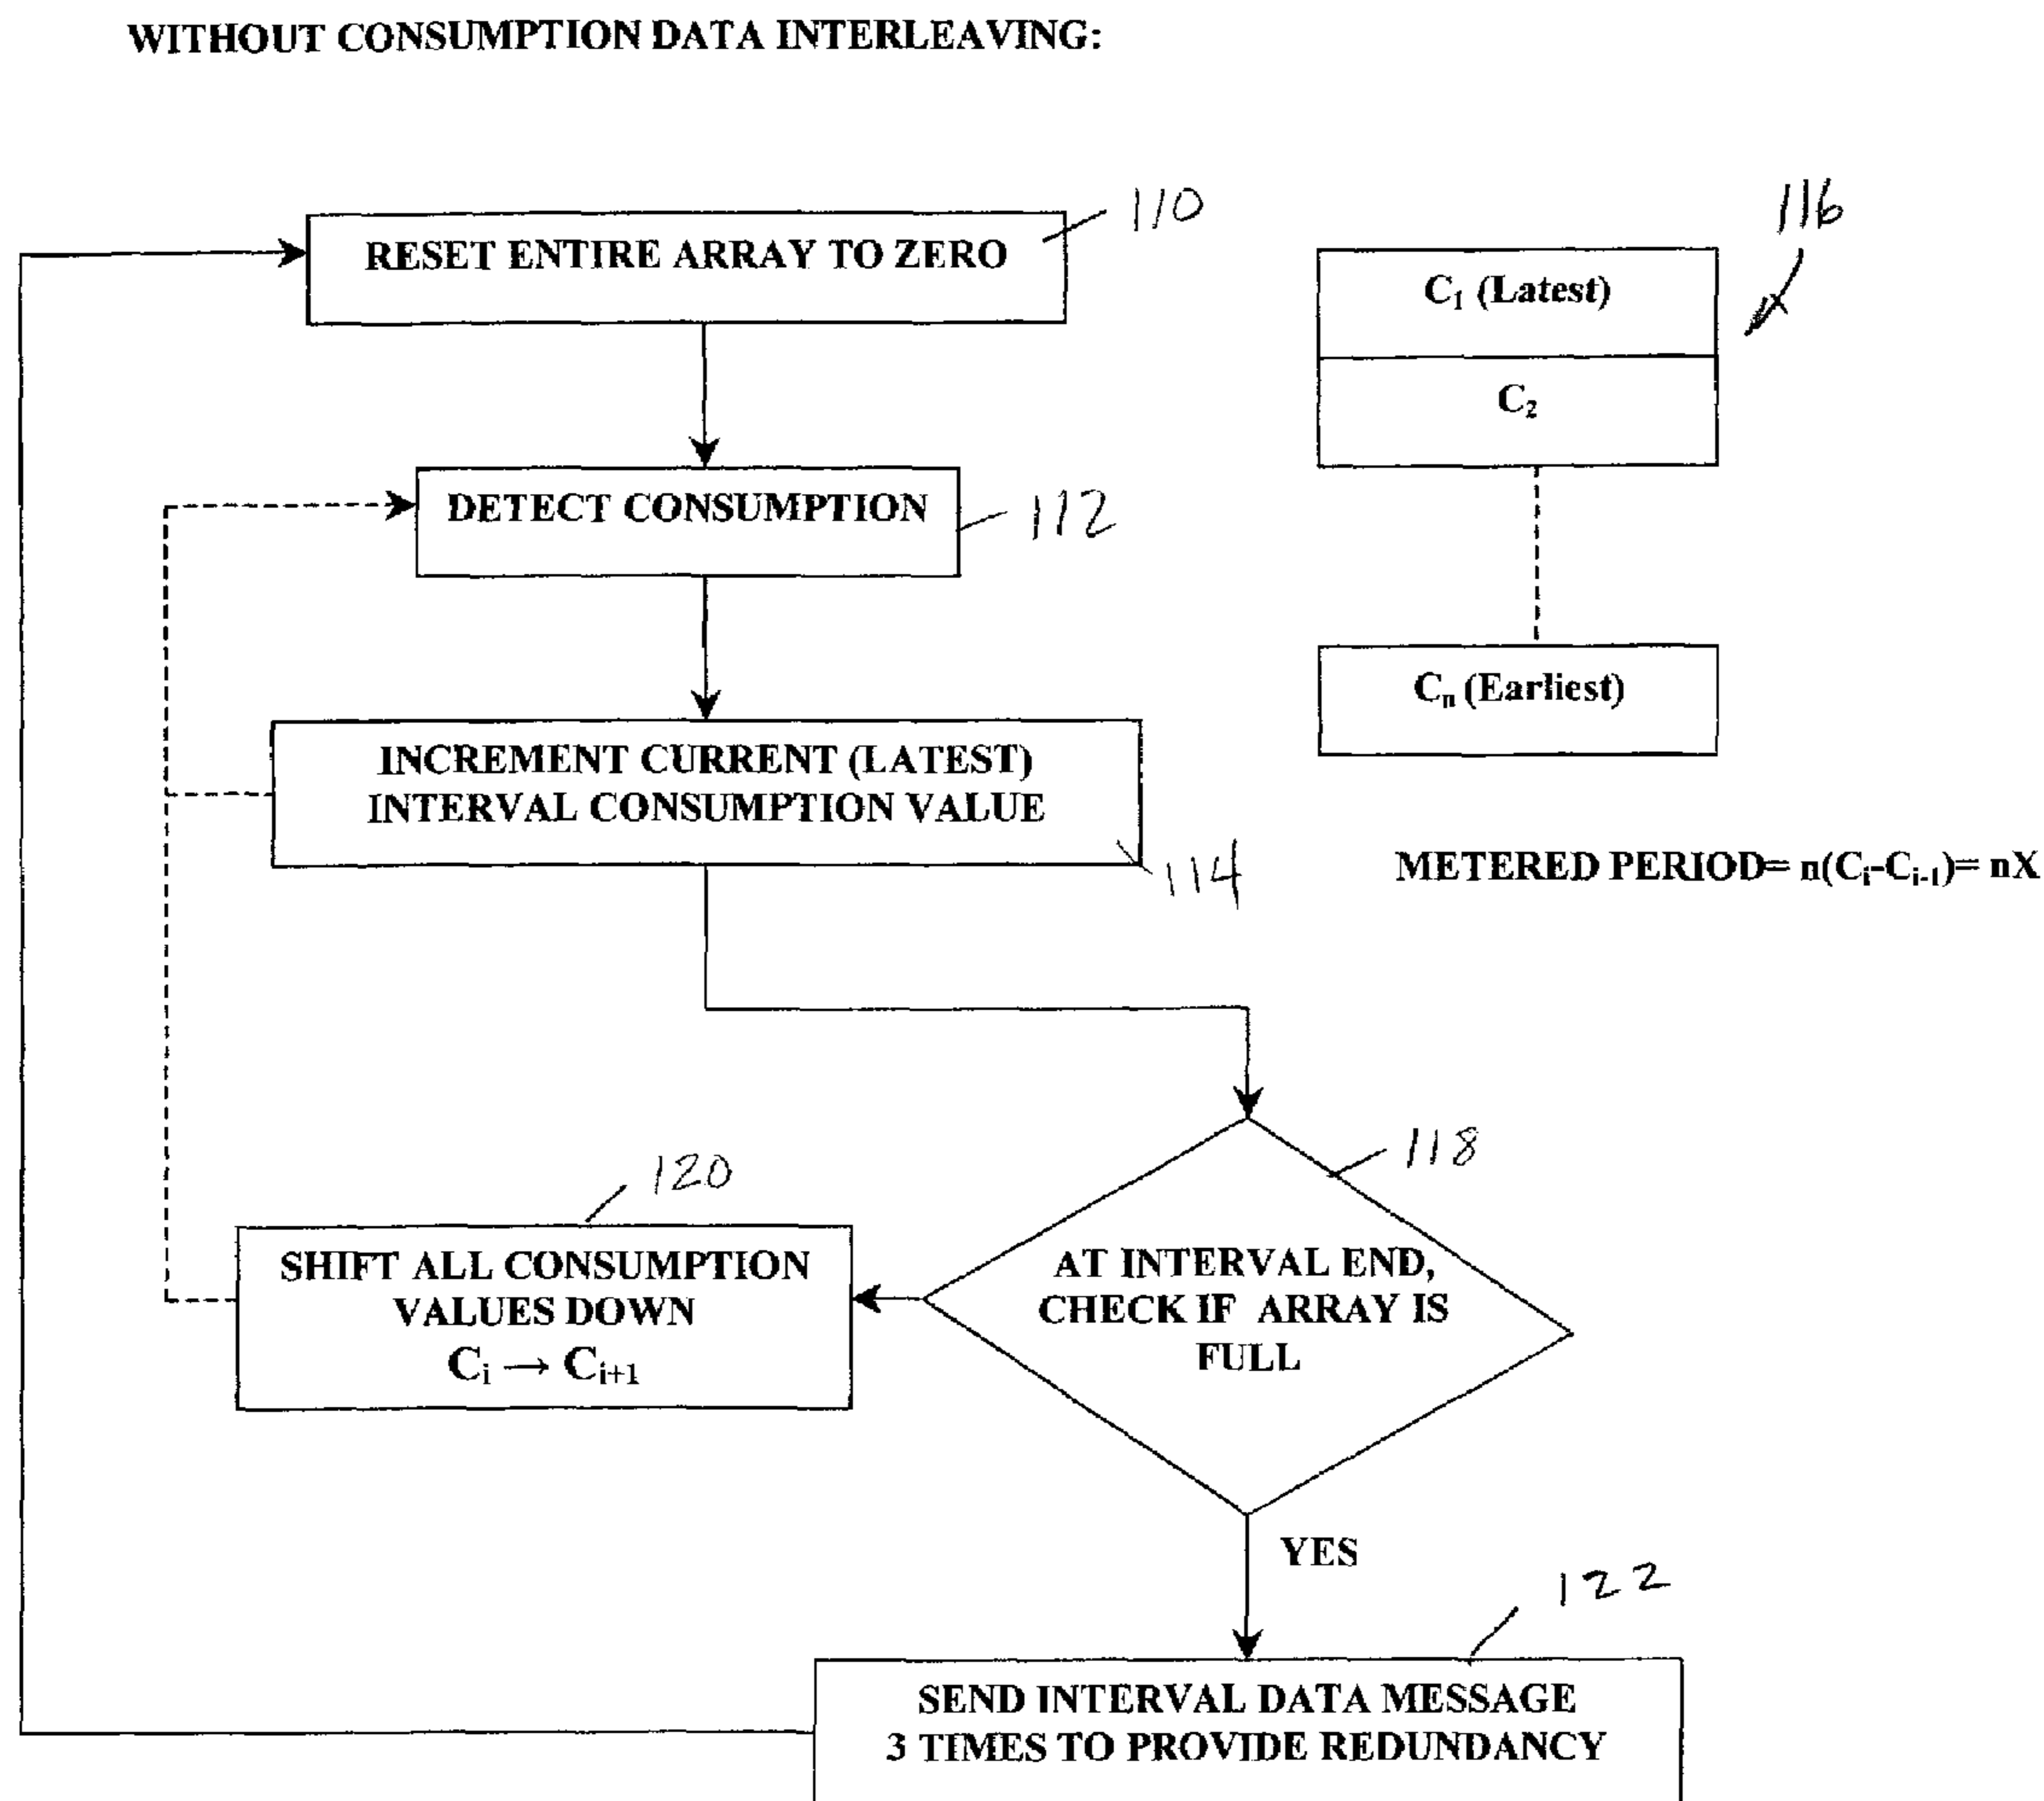 WITHOUT CONSUMPTION DATA INTERLEAVING:
RESET ENTIRE ARRAY TO ZERO
110
116
C₁ (Latest)
C₂
DETECT CONSUMPTION
112
Cₙ (Earliest)
INCREMENT CURRENT (LATEST)
INTERVAL CONSUMPTION VALUE
114
METERED PERIOD= n(Cᵢ-Cᵢ₋₁)= nX
118
120
AT INTERVAL END,
CHECK IF ARRAY IS
FULL
SHIFT ALL CONSUMPTION
VALUES DOWN
Cᵢ → Cᵢ₊₁
YES
122
SEND INTERVAL DATA MESSAGE
3 TIMES TO PROVIDE REDUNDANCY